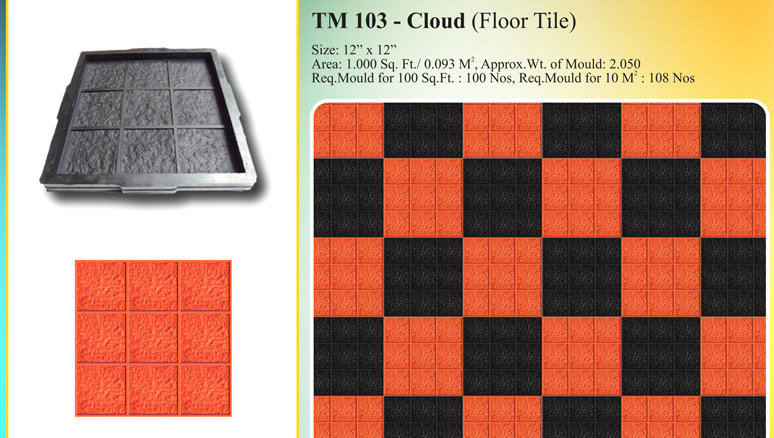 TM 103 - Cloud (Floor Tile)
Size: 12” x 12”
Area: 1.000 Sq. Ft./ 0.093 M², Approx.Wt. of Mould: 2.050
Req.Mould for 100 Sq.Ft. : 100 Nos, Req.Mould for 10 M² : 108 Nos